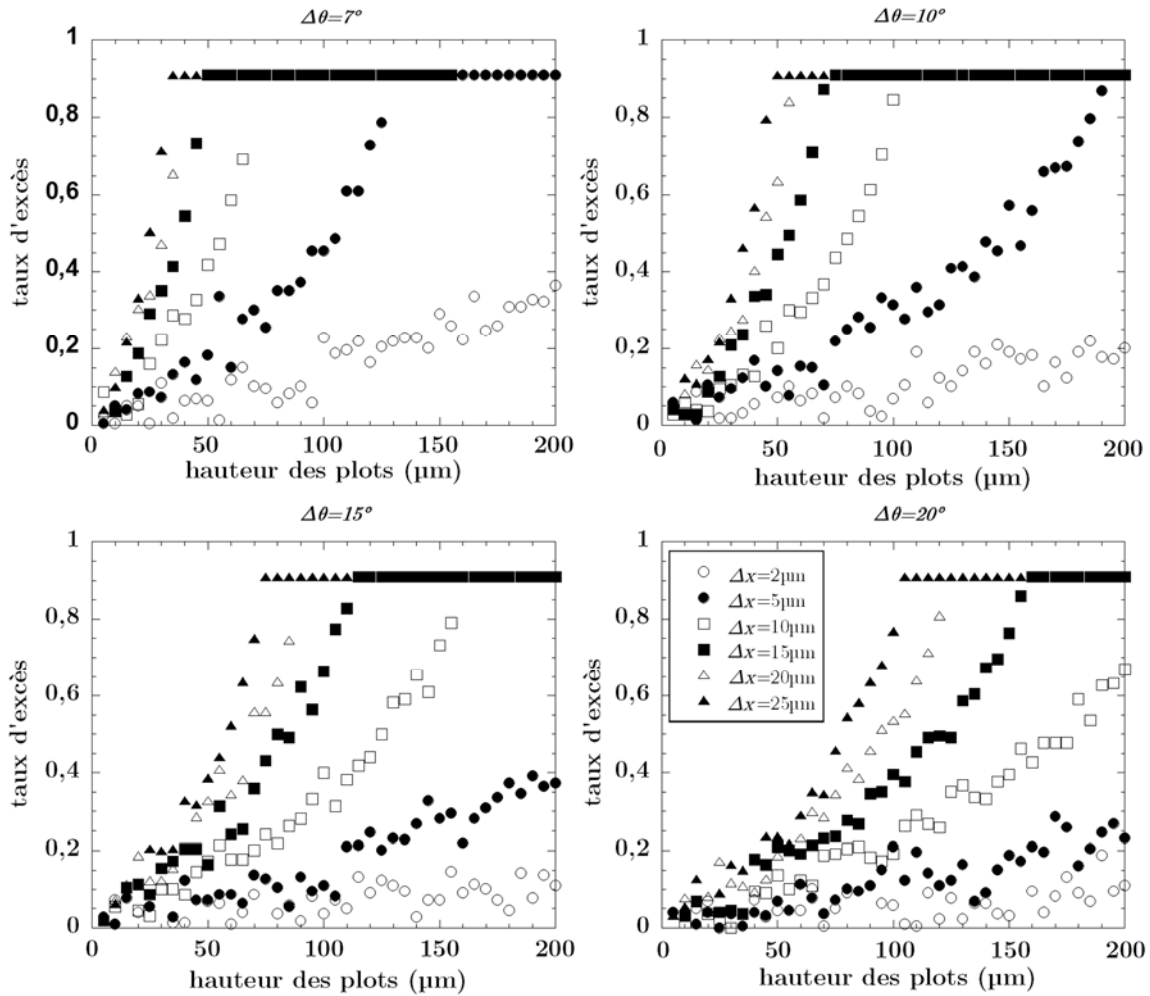 Δθ=7°
1
0,8
0,6
0,4
0,2
0
taux d'excès
0 50 100 150 200
hauteur des plots (µm)
Δθ=10°
1
0,8
0,6
0,4
0,2
0
taux d'excès
0 50 100 150 200
hauteur des plots (µm)
Δθ=15°
1
0,8
0,6
0,4
0,2
0
taux d'excès
0 50 100 150 200
hauteur des plots (µm)
Δθ=20°
1
0,8
0,6
0,4
0,2
0
taux d'excès
Δx=2µm
Δx=5µm
Δx=10µm
Δx=15µm
Δx=20µm
Δx=25µm
0 50 100 150 200
hauteur des plots (µm)